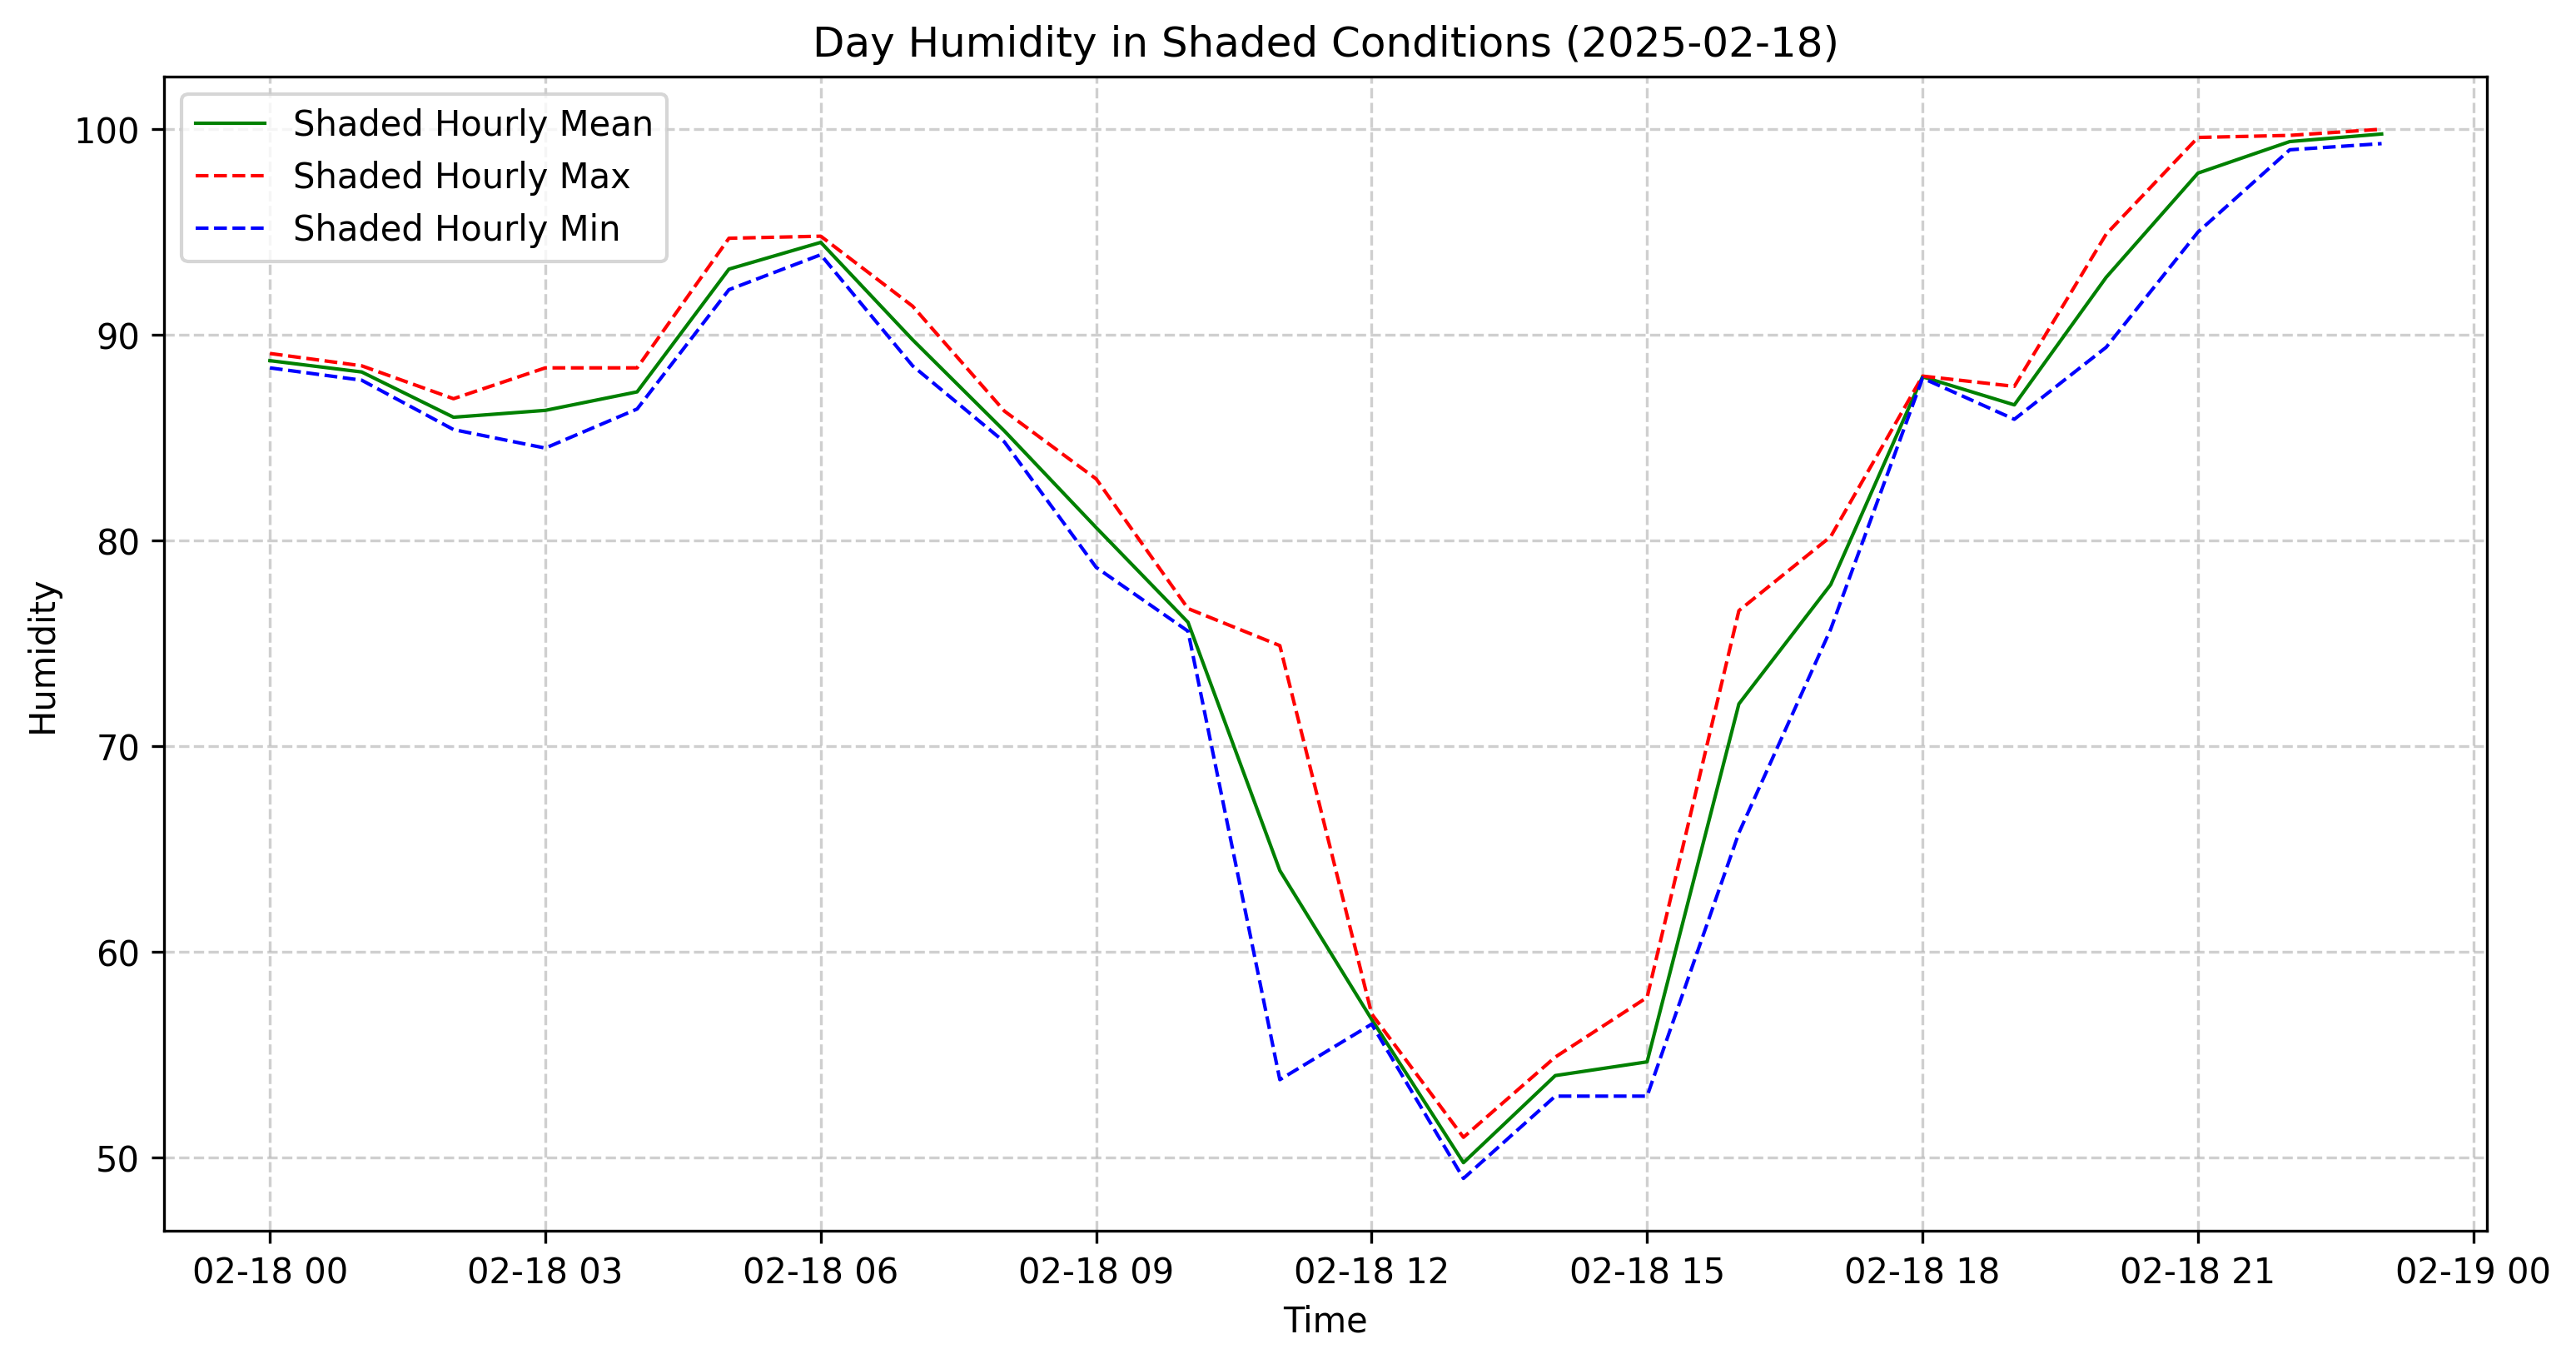 Day Humidity in Shaded Conditions (2025-02-18)
Shaded Hourly Mean
Shaded Hourly Max
Shaded Hourly Min
100
90
80
70
60
50
Humidity
02-18 00
02-18 03
02-18 06
02-18 09
02-18 12
02-18 15
02-18 18
02-18 21
02-19 00
Time